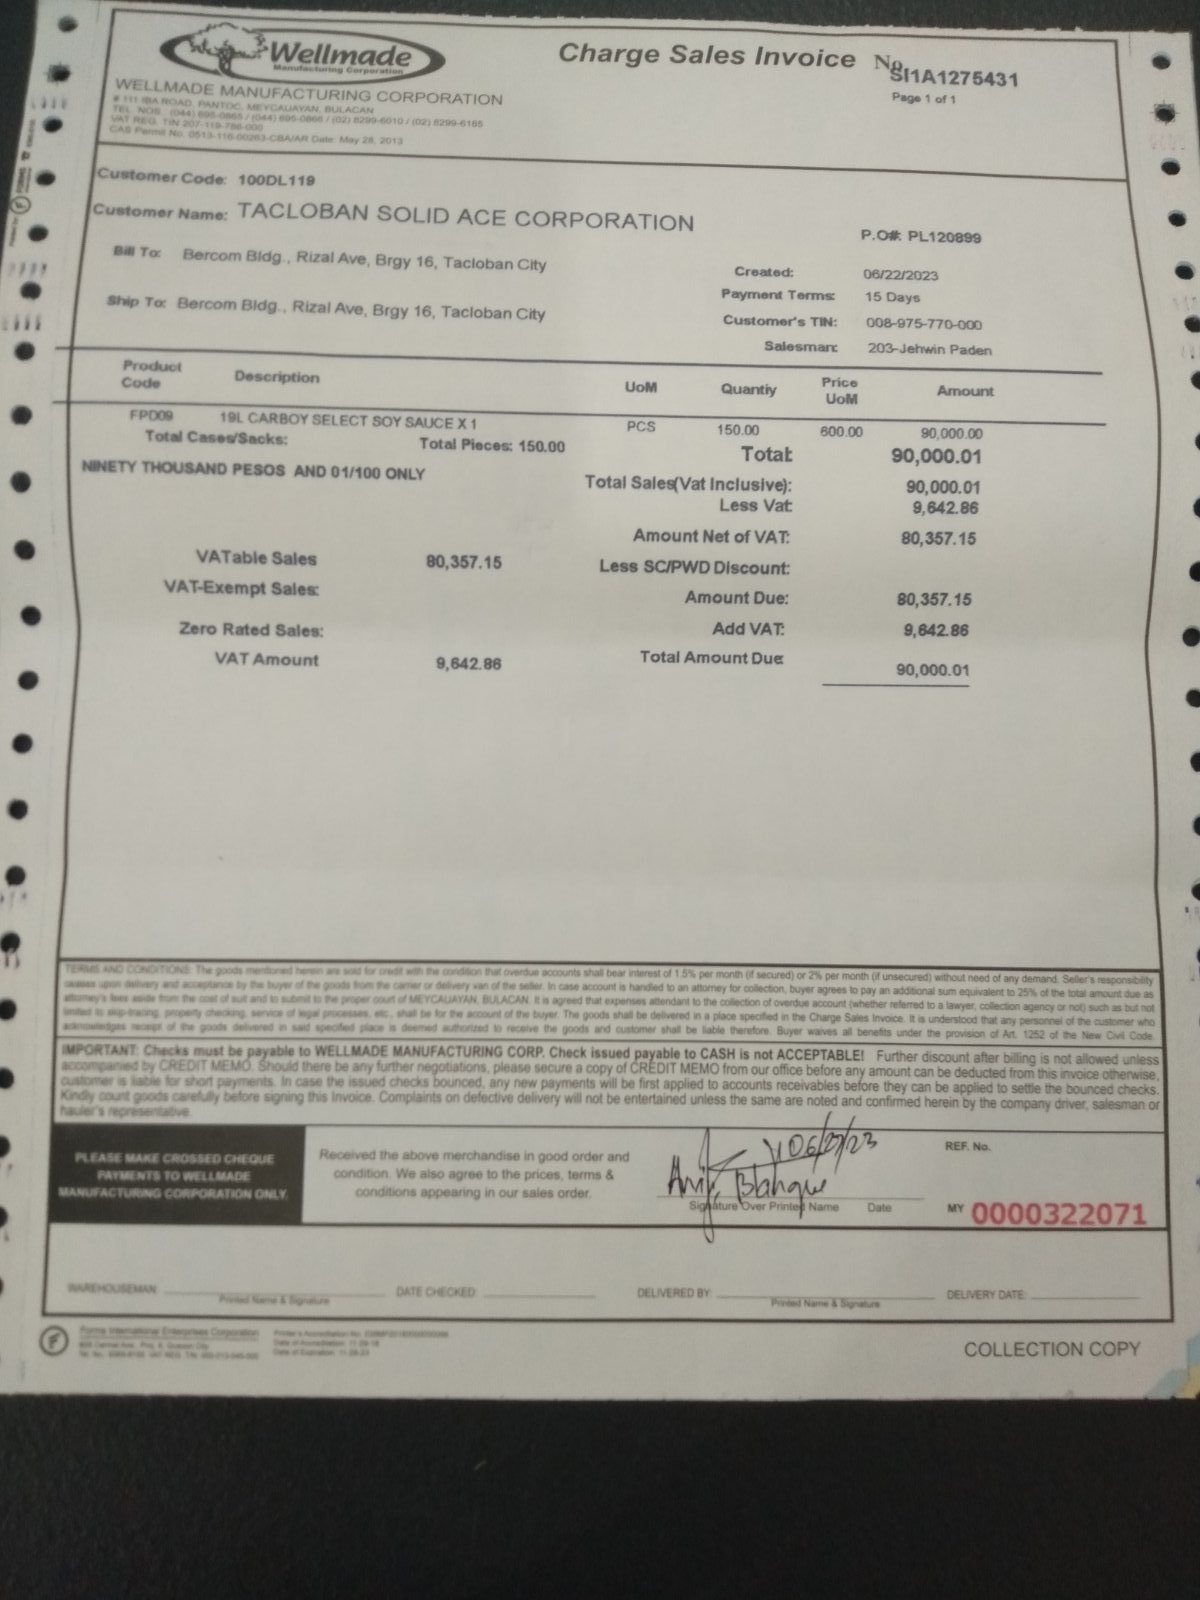 Wellmade
Manufacturing Corporation
Charge Sales Invoice No. SI1A1275431
Page 1 of 1
WELLMADE MANUFACTURING CORPORATION
# 111 IBA ROAD, PANTOC, MEYCAUAYAN, BULACAN
TEL. NOS. (044) 695-0865 / (044) 695-0866 / (02) 8299-6010 / (02) 8299-6185
VAT REG. TIN 207-119-786-000
CAS Permit No. 0513-116-00263-CBA/AR Date: May 28, 2013
Customer Code: 100DL119
Customer Name: TACLOBAN SOLID ACE CORPORATION
P.O#: PL120899
Bill To: Bercom Bldg., Rizal Ave, Brgy 16, Tacloban City
Created: 06/22/2023
Payment Terms: 15 Days
Ship To: Bercom Bldg., Rizal Ave, Brgy 16, Tacloban City
Customer's TIN: 008-975-770-000
Salesman: 203-Jehwin Paden
Product Code Description UoM Quantiy Price UoM Amount
FPD09 19L CARBOY SELECT SOY SAUCE X 1 PCS 150.00 600.00 90,000.00
Total Cases/Sacks: Total Pieces: 150.00 Total: 90,000.01
NINETY THOUSAND PESOS AND 01/100 ONLY
Total Sales(Vat Inclusive): 90,000.01
Less Vat: 9,642.86
Amount Net of VAT: 80,357.15
VATable Sales 80,357.15
Less SC/PWD Discount:
VAT-Exempt Sales:
Amount Due: 80,357.15
Zero Rated Sales:
Add VAT: 9,642.86
VAT Amount 9,642.86
Total Amount Due: 90,000.01
TERMS AND CONDITIONS: The goods mentioned herein are sold for credit with the condition that overdue accounts shall bear interest of 1.5% per month (if secured) or 2% per month (if unsecured) without need of any demand. Seller's responsibility
ceases upon delivery and acceptance by the buyer of the goods from the carrier or delivery van of the seller. In case account is handled to an attorney for collection, buyer agrees to pay an additional sum equivalent to 25% of the total amount due as
attorney's fees aside from the cost of suit and to submit to the proper court of MEYCAUAYAN, BULACAN. It is agreed that expenses attendant to the collection of overdue account (whether referred to a lawyer, collection agency or not) such as but not
limited to skip-tracing, property checking, service of legal processes, etc., shall be for the account of the buyer. The goods shall be delivered in a place specified in the Charge Sales Invoice. It is understood that any personnel of the customer who
acknowledges receipt of the goods delivered in said specified place is deemed authorized to receive the goods and customer shall be liable therefore. Buyer waives all benefits under the provision of Art. 1252 of the New Civil Code.
IMPORTANT: Checks must be payable to WELLMADE MANUFACTURING CORP. Check issued payable to CASH is not ACCEPTABLE! Further discount after billing is not allowed unless
accompanied by CREDIT MEMO. Should there be any further negotiations, please secure a copy of CREDIT MEMO from our office before any amount can be deducted from this invoice otherwise,
customer is liable for short payments. In case the issued checks bounced, any new payments will be first applied to accounts receivables before they can be applied to settle the bounced checks.
Kindly count goods carefully before signing this Invoice. Complaints on defective delivery will not be entertained unless the same are noted and confirmed herein by the company driver, salesman or
hauler's representative.
PLEASE MAKE CROSSED CHEQUE
PAYMENTS TO WELLMADE
MANUFACTURING CORPORATION ONLY.
Received the above merchandise in good order and
condition. We also agree to the prices, terms &
conditions appearing in our sales order.
Signature Over Printed Name Date
REF. No.
MY 0000322071
WAREHOUSEMAN: DATE CHECKED: DELIVERED BY: DELIVERY DATE:
Printed Name & Signature Printed Name & Signature
Forms International Enterprises Corporation
COLLECTION COPY